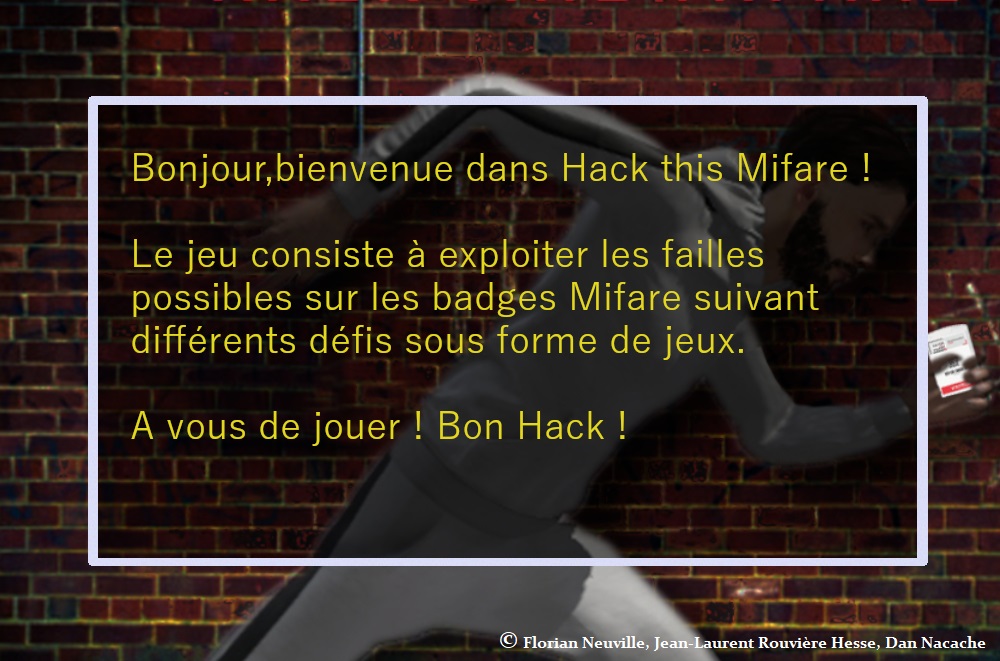 Bonjour,bienvenue dans Hack this Mifare !
Le jeu consiste à exploiter les failles
possibles sur les badges Mifare suivant
différents défis sous forme de jeux.
A vous de jouer ! Bon Hack !
© Florian Neuville, Jean-Laurent Rouvière Hesse, Dan Nacache